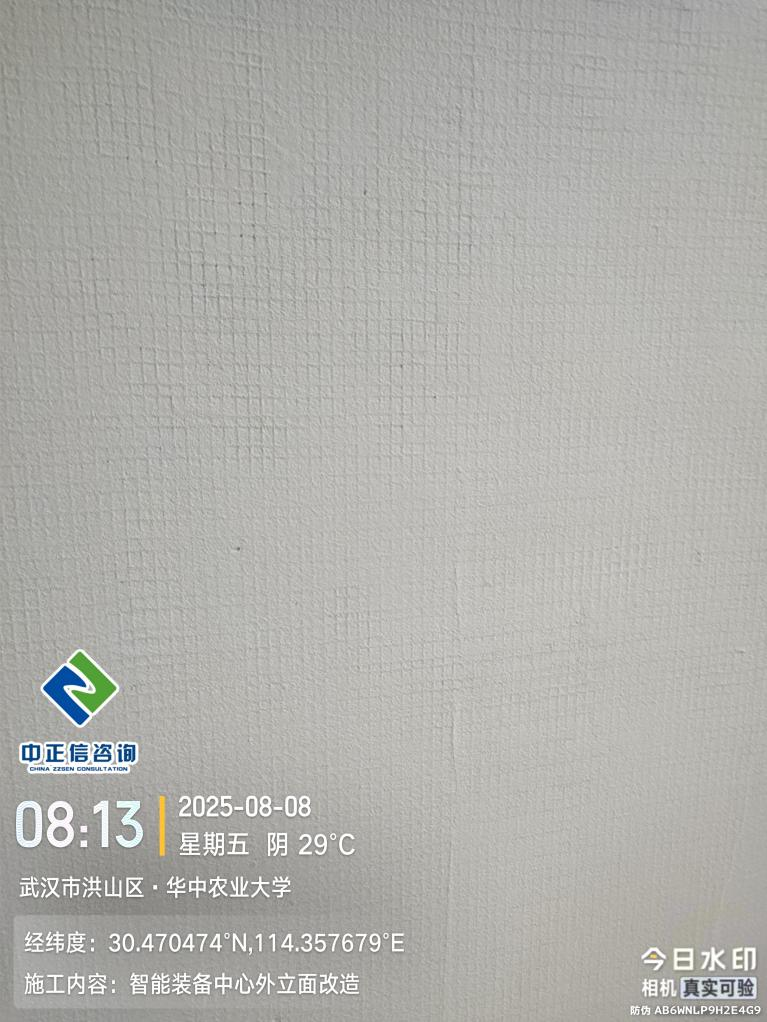 中正信咨询
CHINA ZZSEN CONSULTATION
08:13
2025-08-08
星期五 阴 29°C
武汉市洪山区·华中农业大学
经纬度：30.470474°N,114.357679°E
施工内容：智能装备中心外立面改造
今日水印
相机 真实可验
防伪 AB6WNLP9H2E4G9